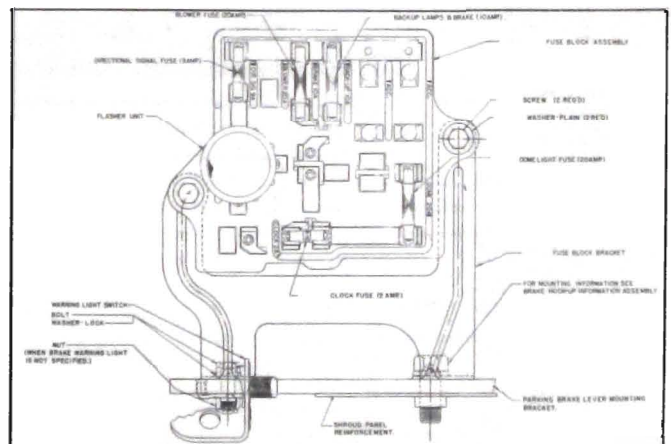 BLOWER FUSE (20AMP)
BACKUP LAMPS & BRAKE (10AMP)
DIRECTIONAL SIGNAL FUSE (9AMP)
FUSE BLOCK ASSEMBLY
FLASHER UNIT
SCREW (2 REQ'D)
WASHER-PLAIN (2 REQ'D)
DOMELIGHT FUSE (20AMP)
FUSE BLOCK BRACKET
CLOCK FUSE (2 AMP)
FOR MOUNTING INFORMATION SEE
BRAKE HOOKUP INFORMATION ASSEMBLY
WARNING LIGHT SWITCH
BOLT
WASHER-LOCK
NUT
(WHEN BRAKE WARNING LIGHT
IS NOT SPECIFIED.)
PARKING BRAKE LEVER MOUNTING
BRACKET.
SHROUD PANEL
REINFORCEMENT